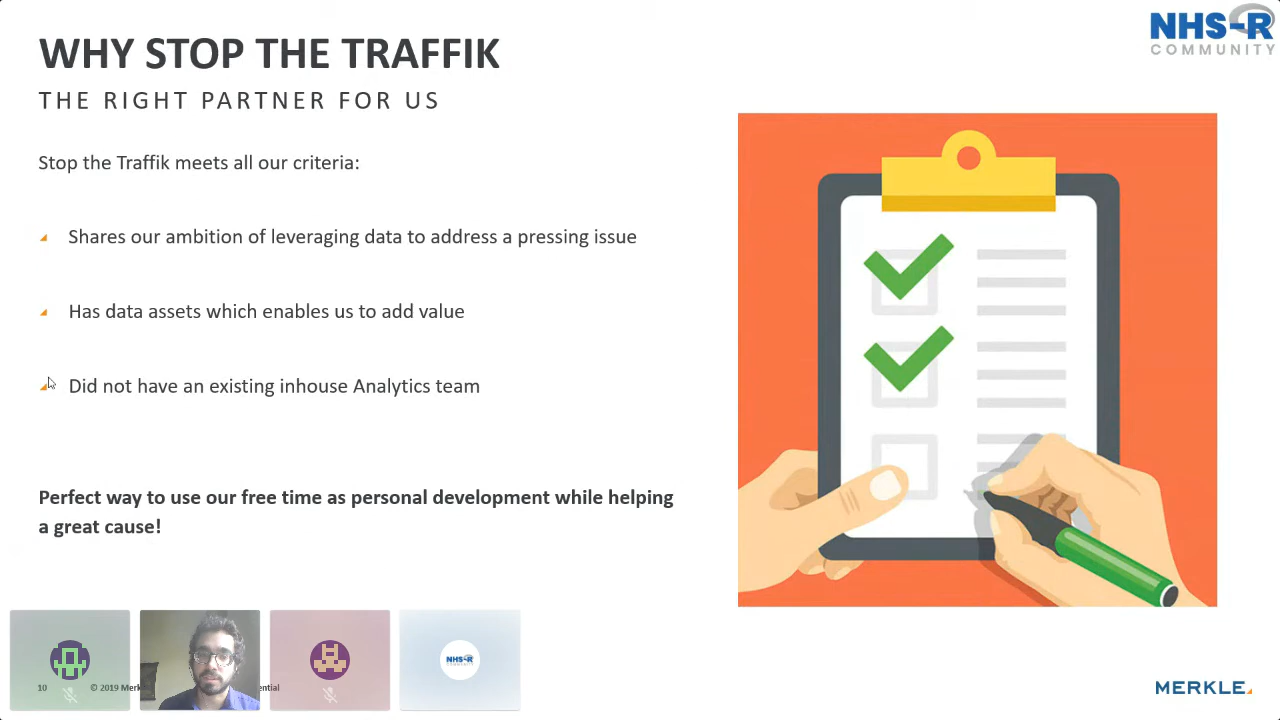 WHY STOP THE TRAFFIK
NHS-R
COMMUNITY
THE RIGHT PARTNER FOR US
Stop the Traffik meets all our criteria:
Shares our ambition of leveraging data to address a pressing issue
Has data assets which enables us to add value
Did not have an existing inhouse Analytics team
Perfect way to use our free time as personal development while helping
a great cause!
NHS-R
COMMUNITY
10 © 2019 Merk
MERKLE